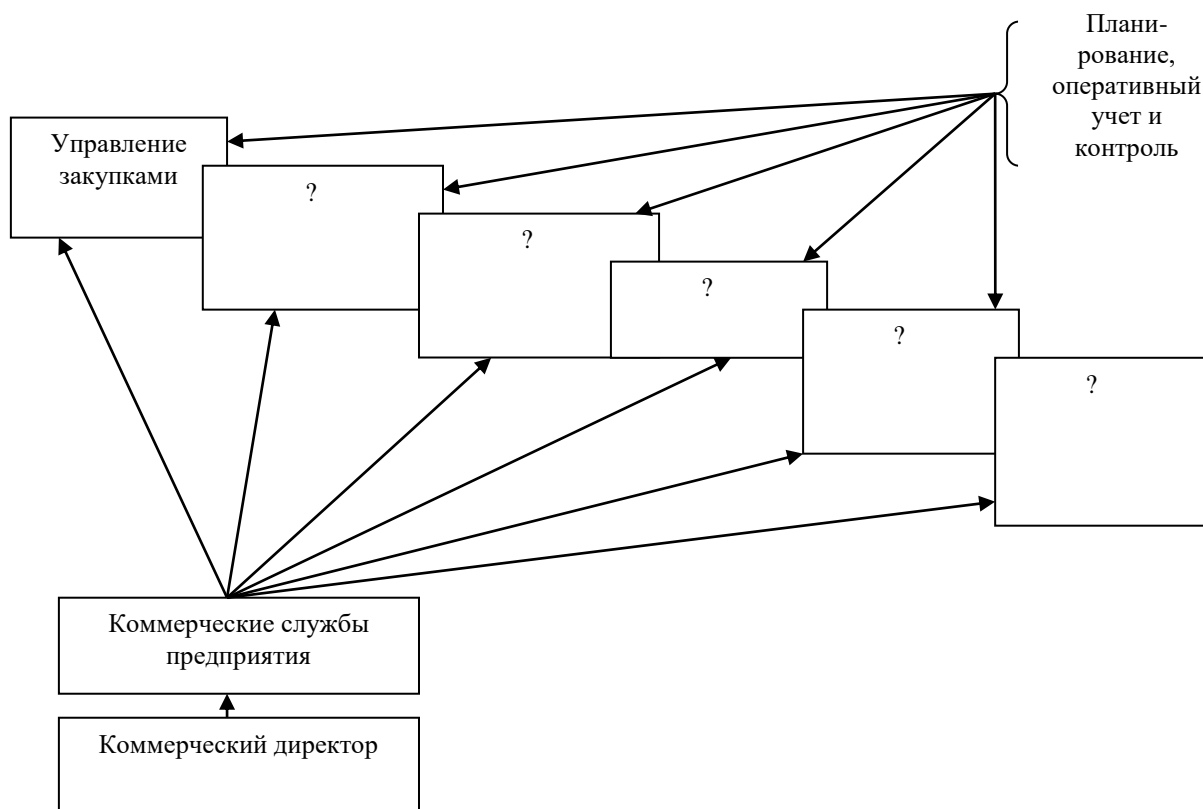 Плани-
рование,
оперативный
учет и
контроль
Управление
закупками
?
?
?
?
?
Коммерческие службы
предприятия
Коммерческий директор